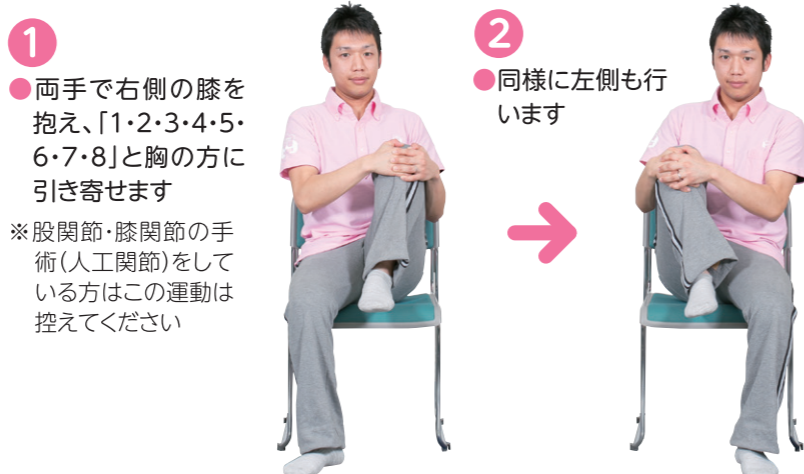 1
●両手で右側の膝を
抱え、｢1・2・3・4・5・
6・7・8｣と胸の方に
引き寄せます
※股関節・膝関節の手
術(人工関節)をして
いる方はこの運動は
控えてください
2
●同様に左側も行
います